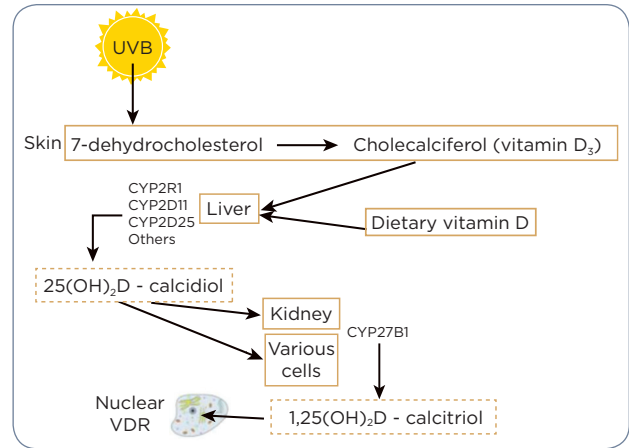 UVB
Skin
7-dehydrocholesterol
Cholecalciferol (vitamin D₃)
CYP2R1
CYP2D11
CYP2D25
Others
Liver
Dietary vitamin D
25(OH)₂D - calcidiol
Kidney
Various
cells
CYP27B1
Nuclear
VDR
1,25(OH)₂D - calcitriol